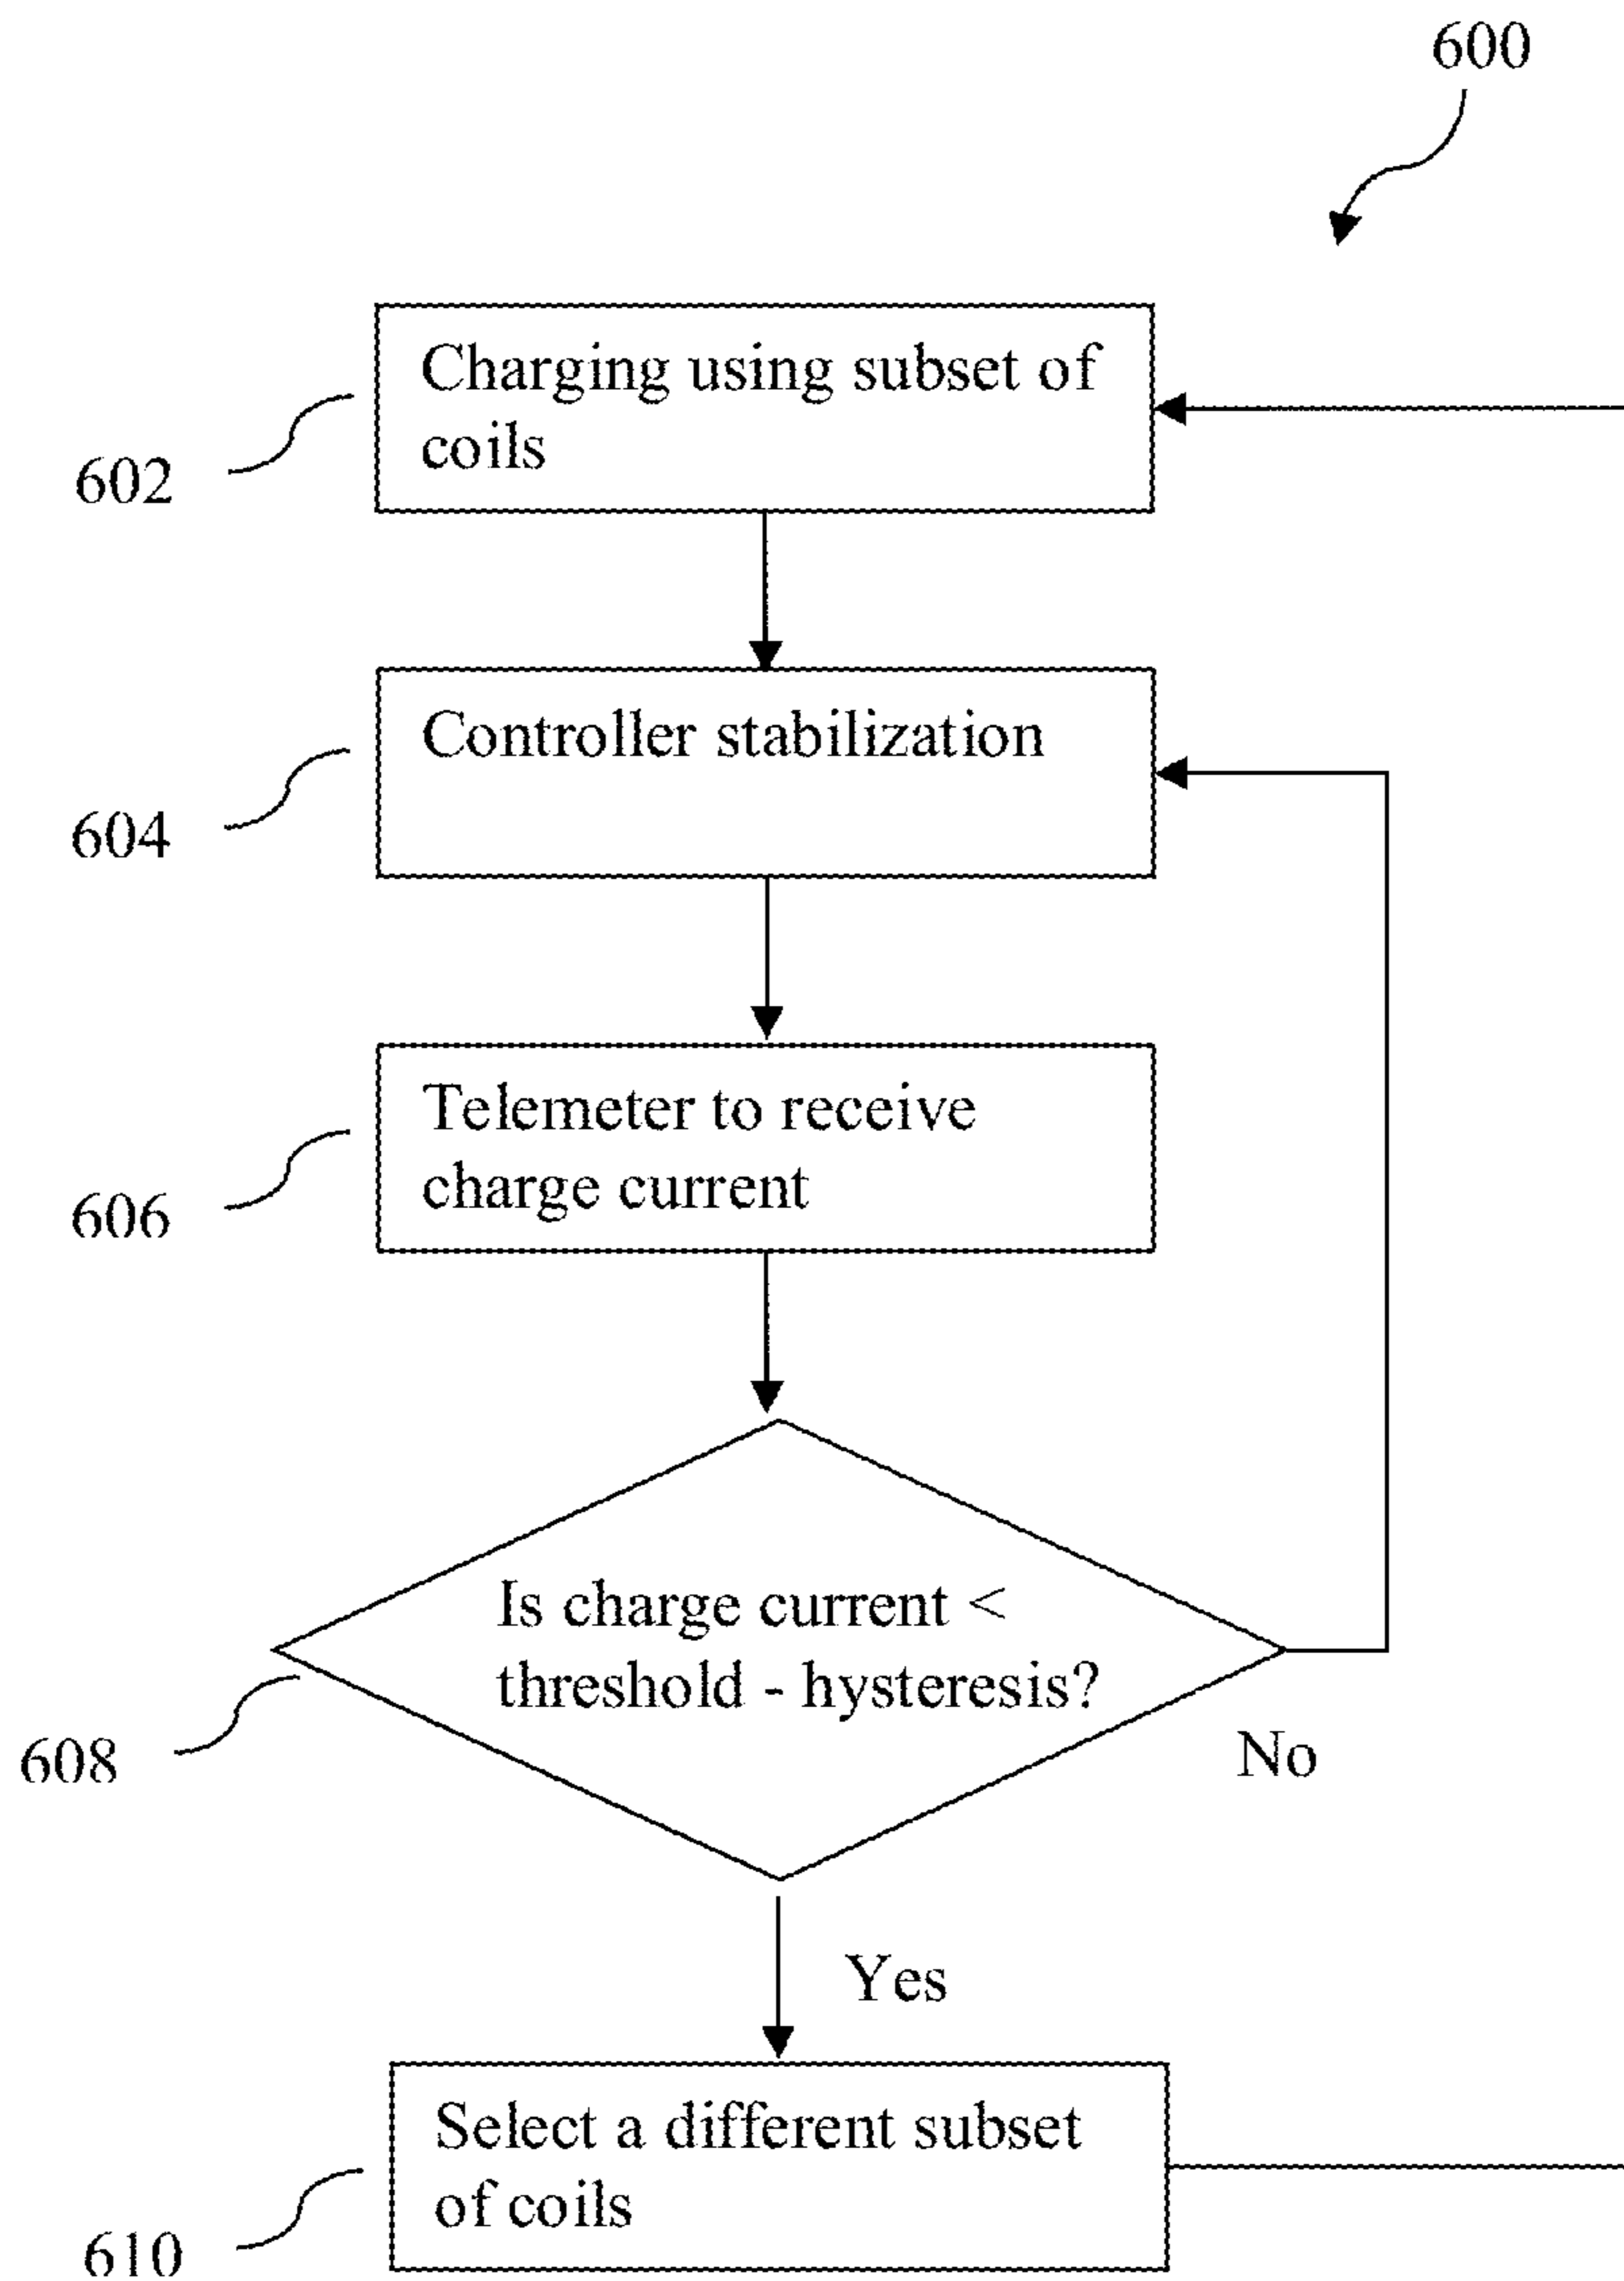 600
Charging using subset of
coils
602
Controller stabilization
604
Telemeter to receive
charge current
606
Is charge current <
threshold - hysteresis?
608
No
Yes
Select a different subset
of coils
610